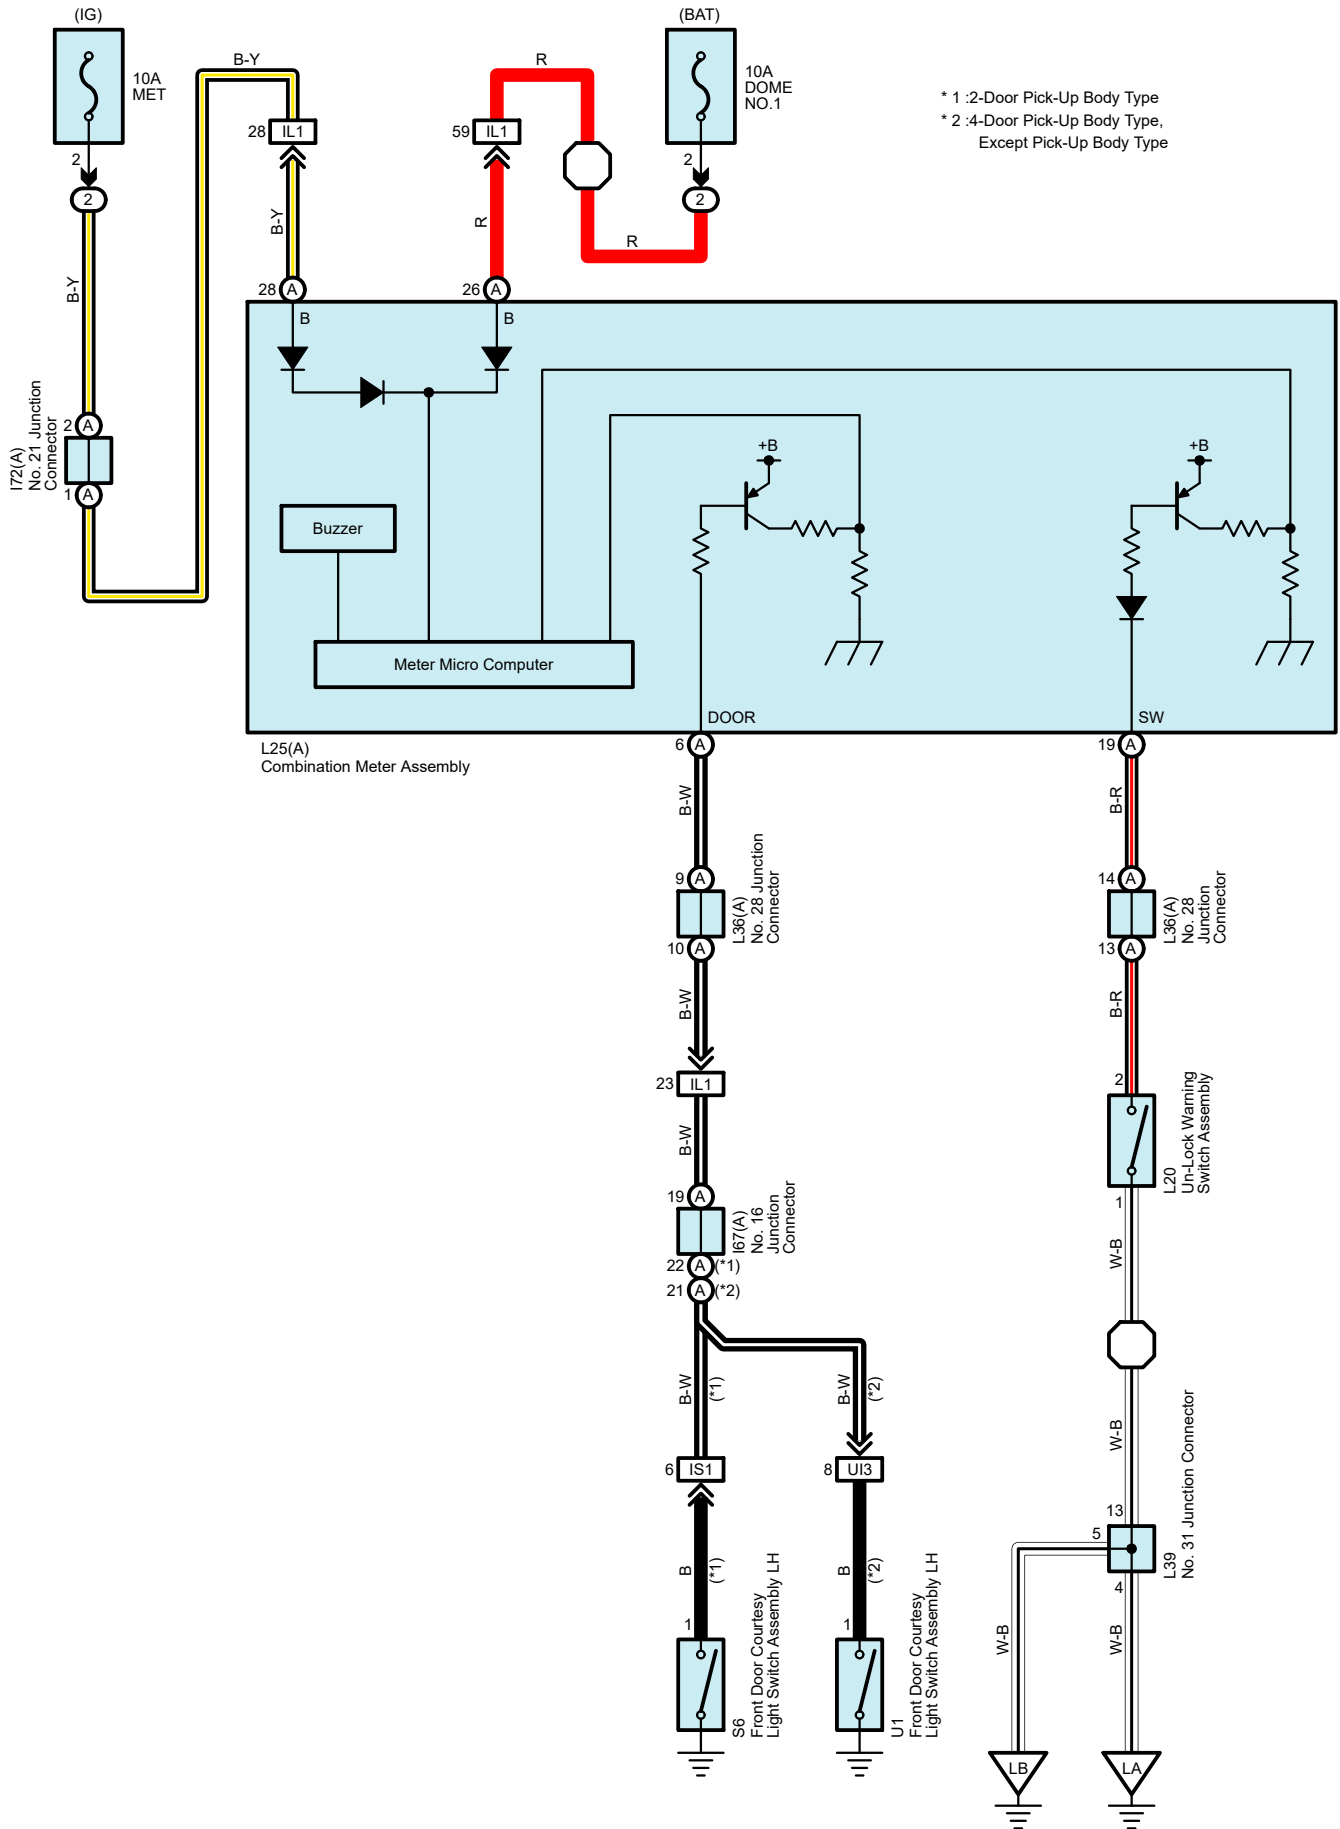 (IG)
(BAT)
10A
MET
B-Y
R
10A
DOME
NO.1
* 1 :2-Door Pick-Up Body Type
* 2 :4-Door Pick-Up Body Type,
Except Pick-Up Body Type
28 IL1
59 IL1
2
2
2
2
B-Y
B-Y
R
R
28 A
26 A
B
B
2 A
I72(A)
No. 21 Junction
Connector
1 A
+B
+B
Buzzer
Meter Micro Computer
DOOR
SW
L25(A)
Combination Meter Assembly
6 A
19 A
B-W
B-R
9 A
14 A
L36(A)
No. 28 Junction
Connector
L36(A)
No. 28
Junction
Connector
10 A
13 A
B-W
B-R
23 IL1
2
L20
Un-Lock Warning
Switch Assembly
B-W
19 A
1
I67(A)
No. 16
Junction
Connector
22 A (*1)
21 A (*2)
W-B
B-W
(*1)
B-W
(*2)
W-B
6 IS1
8 UI3
13
5
L39
No. 31 Junction Connector
4
B
(*1)
B
(*2)
1
1
W-B
W-B
S6
Front Door Courtesy
Light Switch Assembly LH
U1
Front Door Courtesy
Light Switch Assembly LH
LB
LA